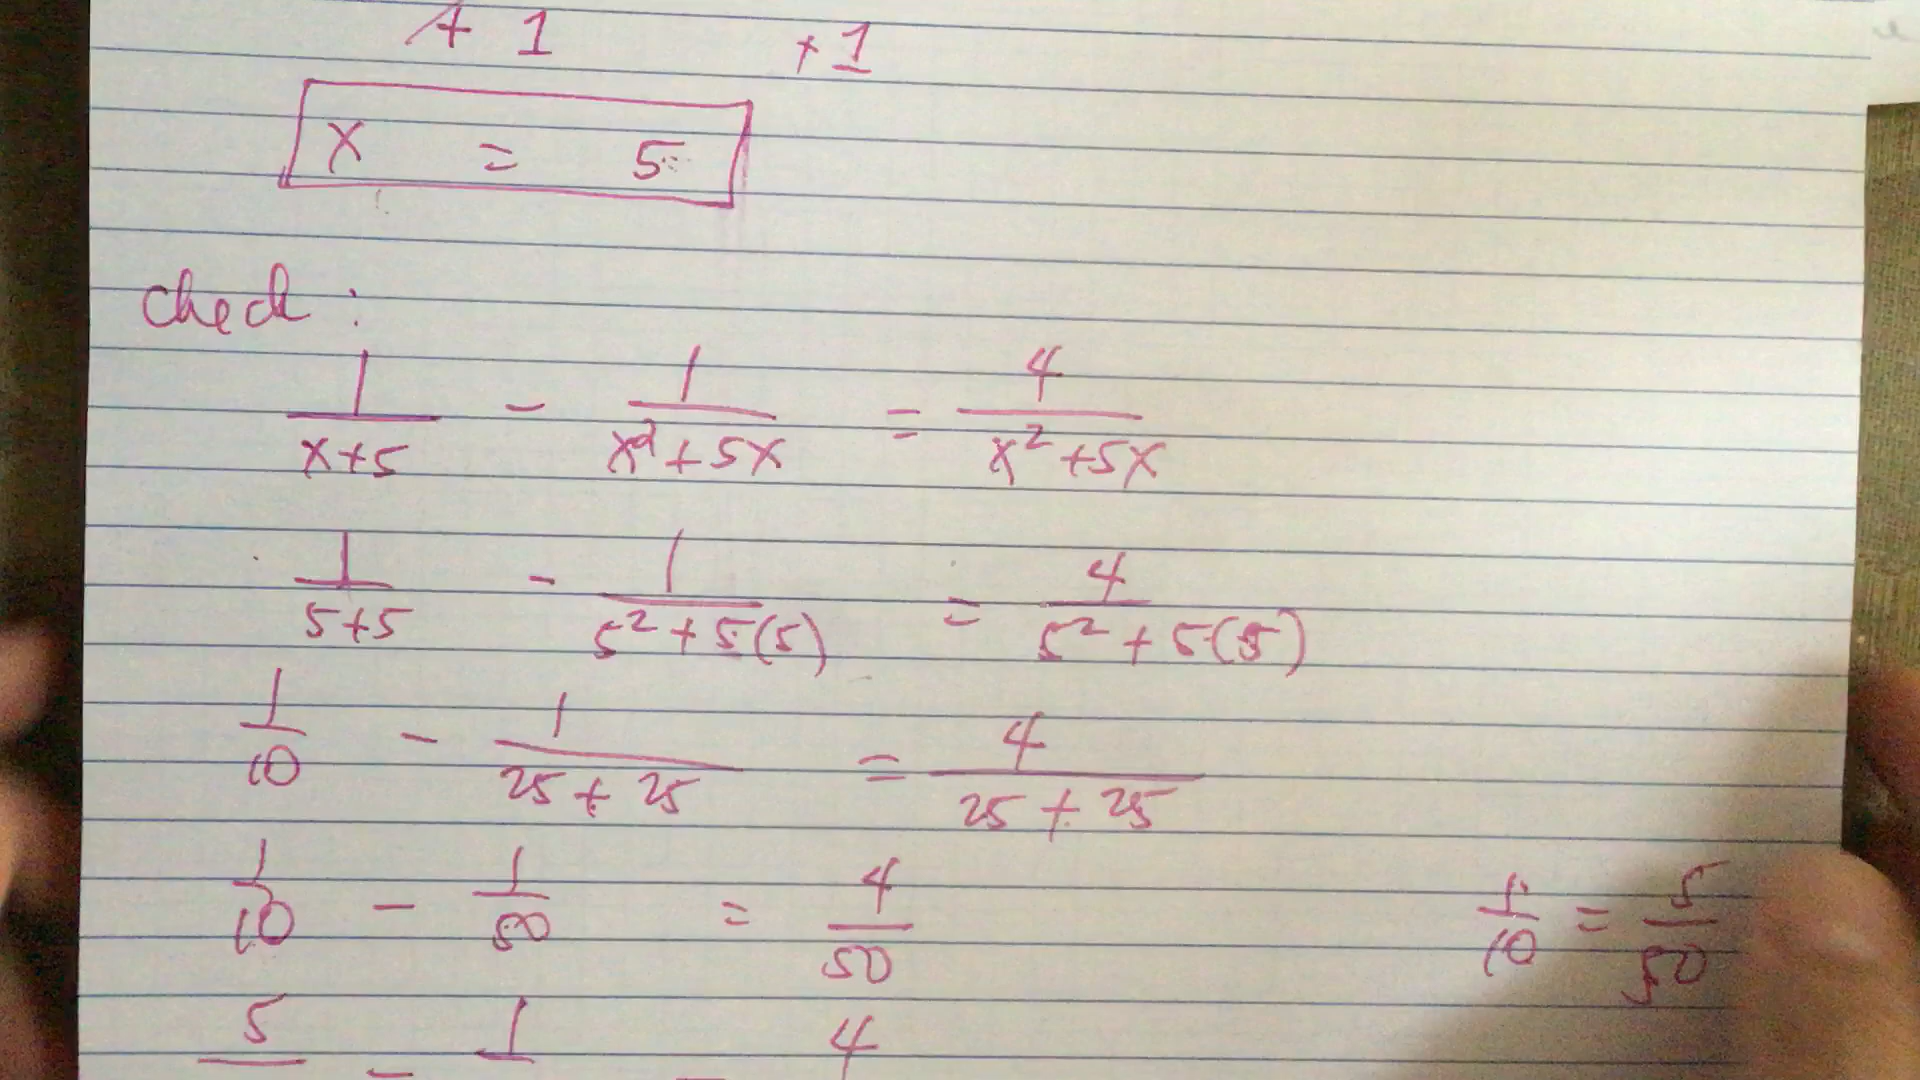 + 1 + 1
x = 5
Check :
1/(x+5) - 1/(x²+5x) = 4/(x²+5x)
1/(5+5) - 1/(5²+5(5)) = 4/(5²+5(5))
1/10 - 1/(25+25) = 4/(25+25)
1/10 - 1/50 = 4/50 1/10 = 5/50
5 - 1 = 4